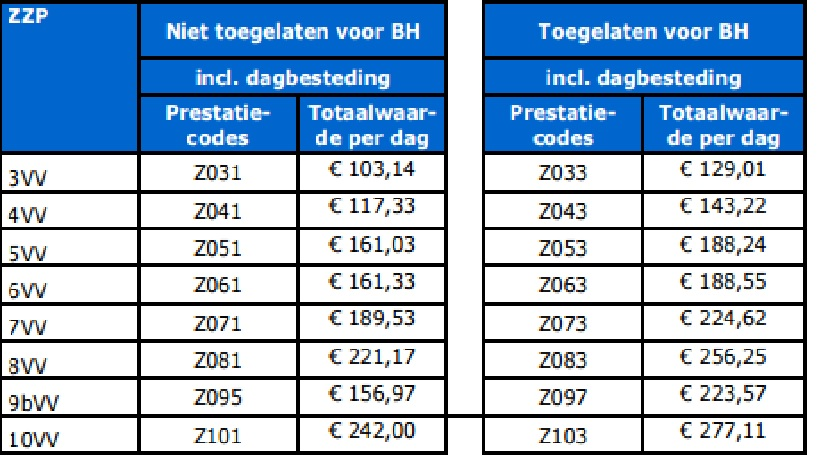 ZZP Niet toegelaten voor BH Toegelaten voor BH
incl. dagbesteding incl. dagbesteding
Prestatie- Totaalwaar- Prestatie- Totaalwaar-
codes de per dag codes de per dag
3VV Z031 € 103,14 Z033 € 129,01
4VV Z041 € 117,33 Z043 € 143,22
5VV Z051 € 161,03 Z053 € 188,24
6VV Z061 € 161,33 Z063 € 188,55
7VV Z071 € 189,53 Z073 € 224,62
8VV Z081 € 221,17 Z083 € 256,25
9bVV Z095 € 156,97 Z097 € 223,57
10VV Z101 € 242,00 Z103 € 277,11